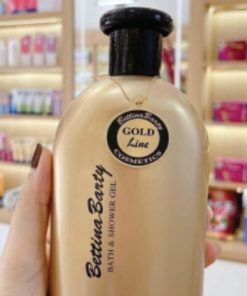 Bettina Barty
GOLD
Line
COSMETICS
Bettina Barty
BATH & SHOWER GEL